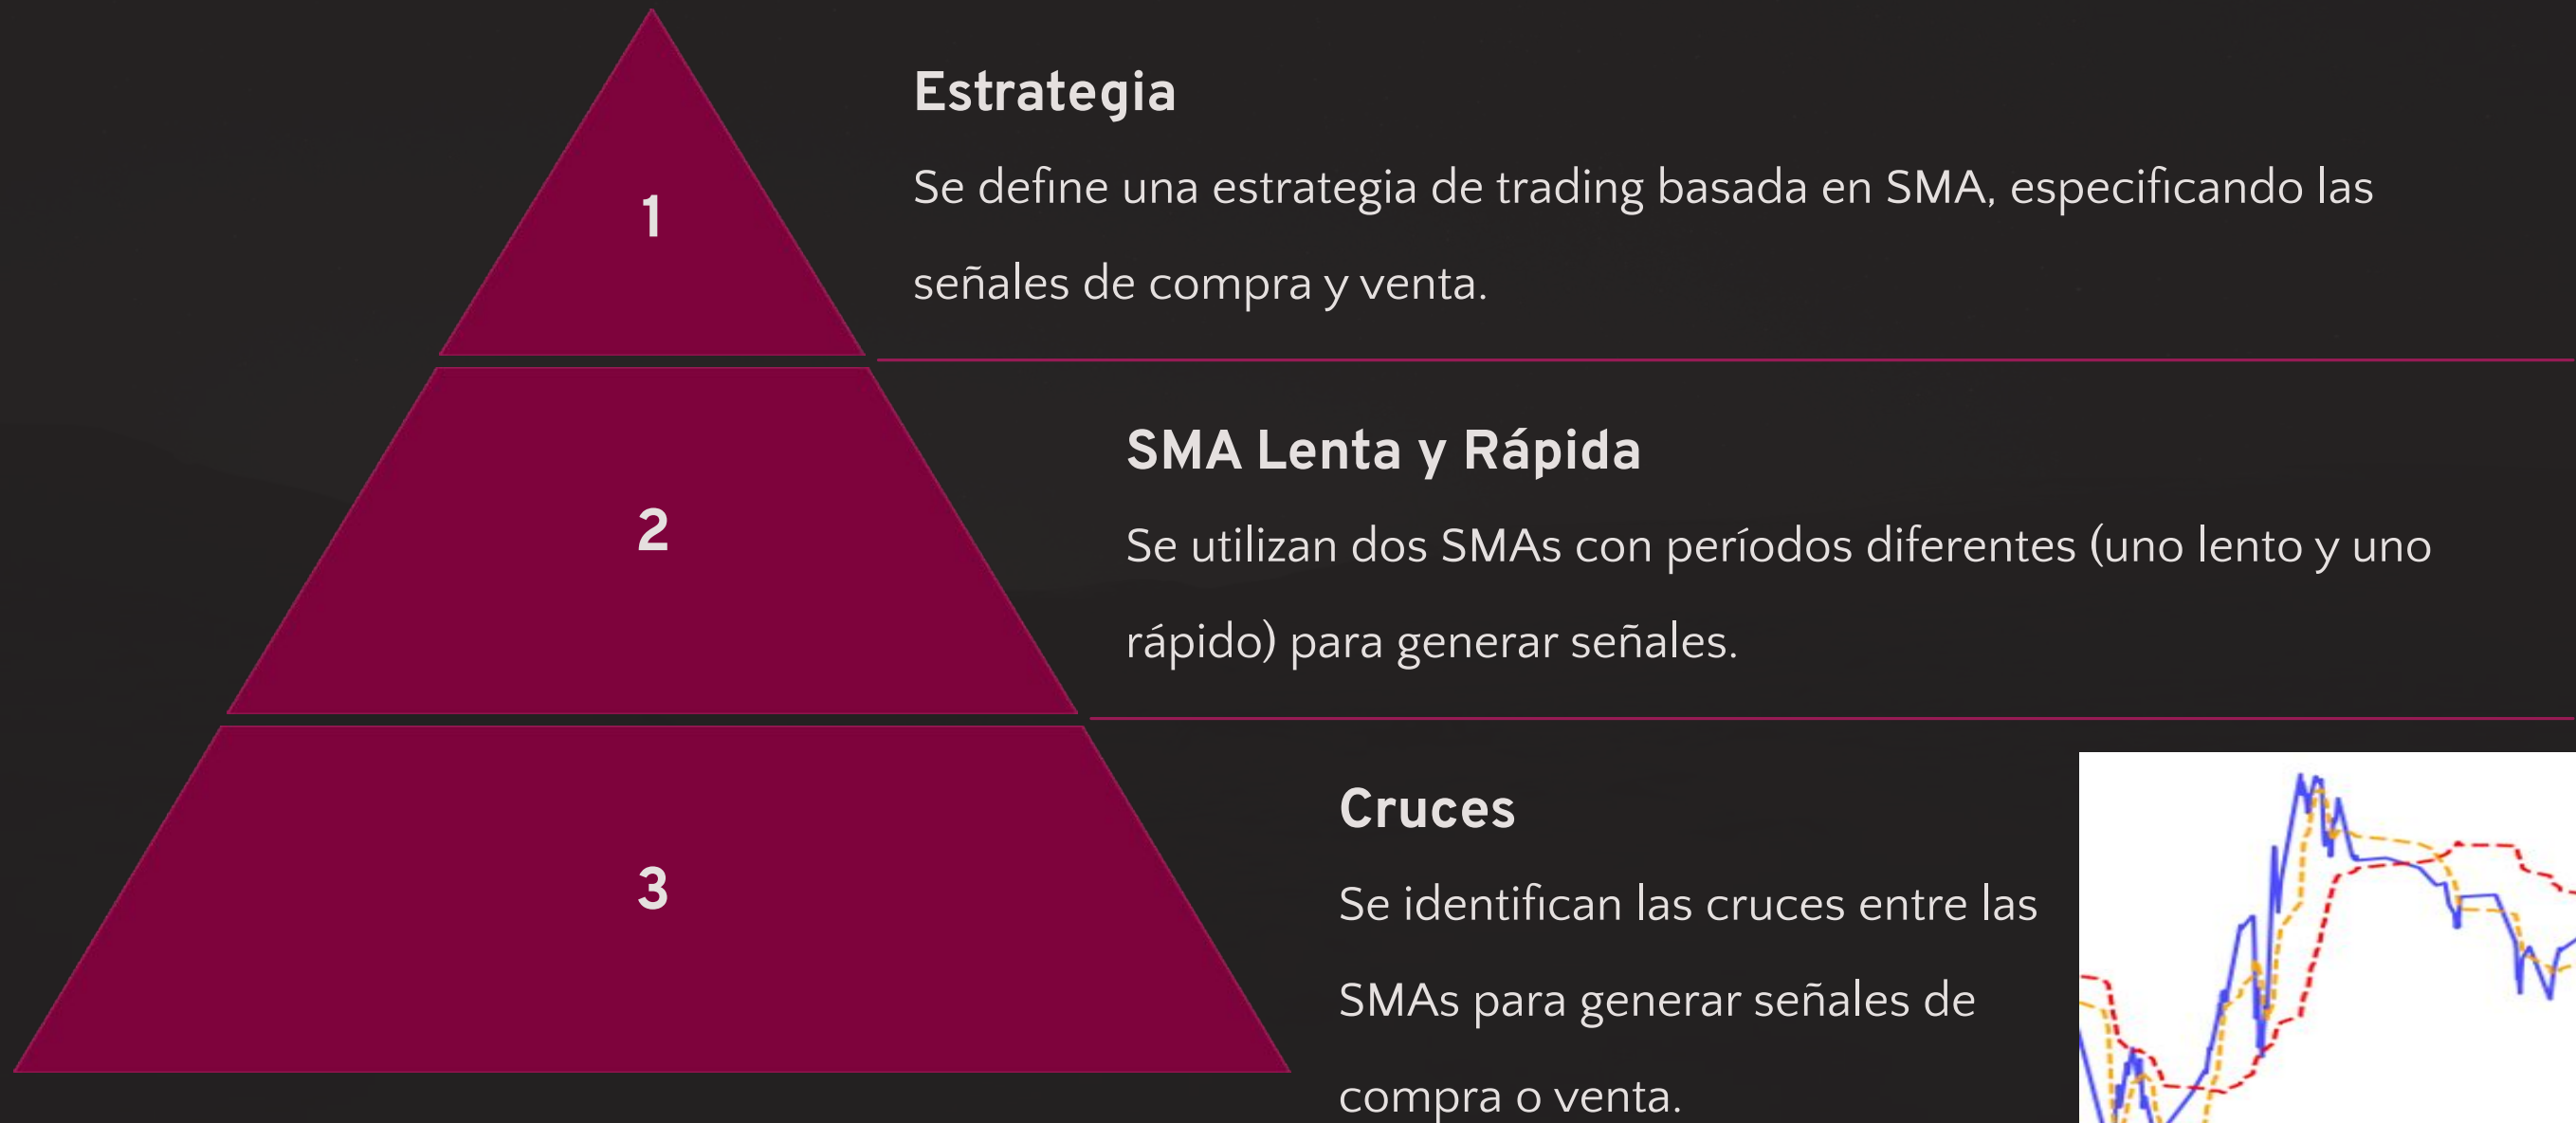 1
Estrategia
Se define una estrategia de trading basada en SMA, especificando las
señales de compra y venta.
2
SMA Lenta y Rápida
Se utilizan dos SMAs con períodos diferentes (uno lento y uno
rápido) para generar señales.
3
Cruces
Se identifican las cruces entre las
SMAs para generar señales de
compra o venta.